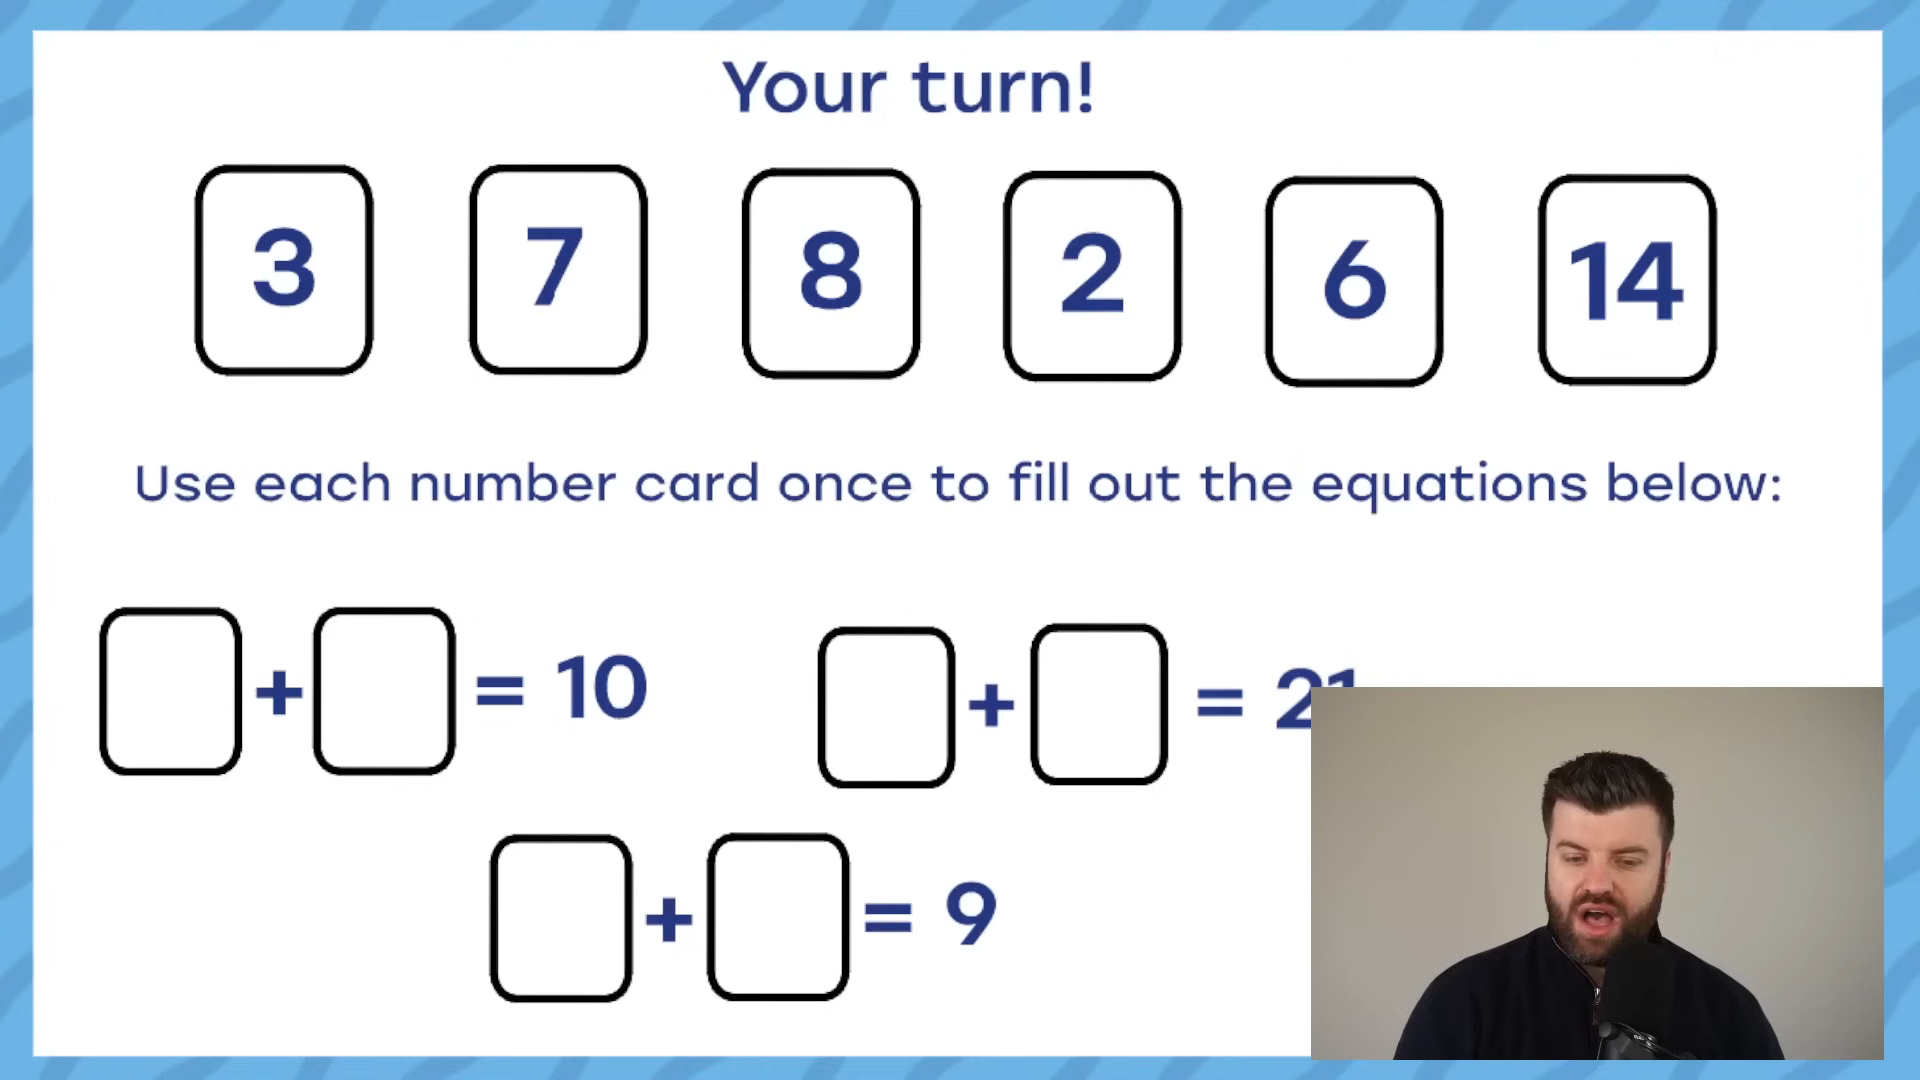 Your turn!
3 7 8 2 6 14
Use each number card once to fill out the equations below:
+ = 10
+ = 21
+ = 9